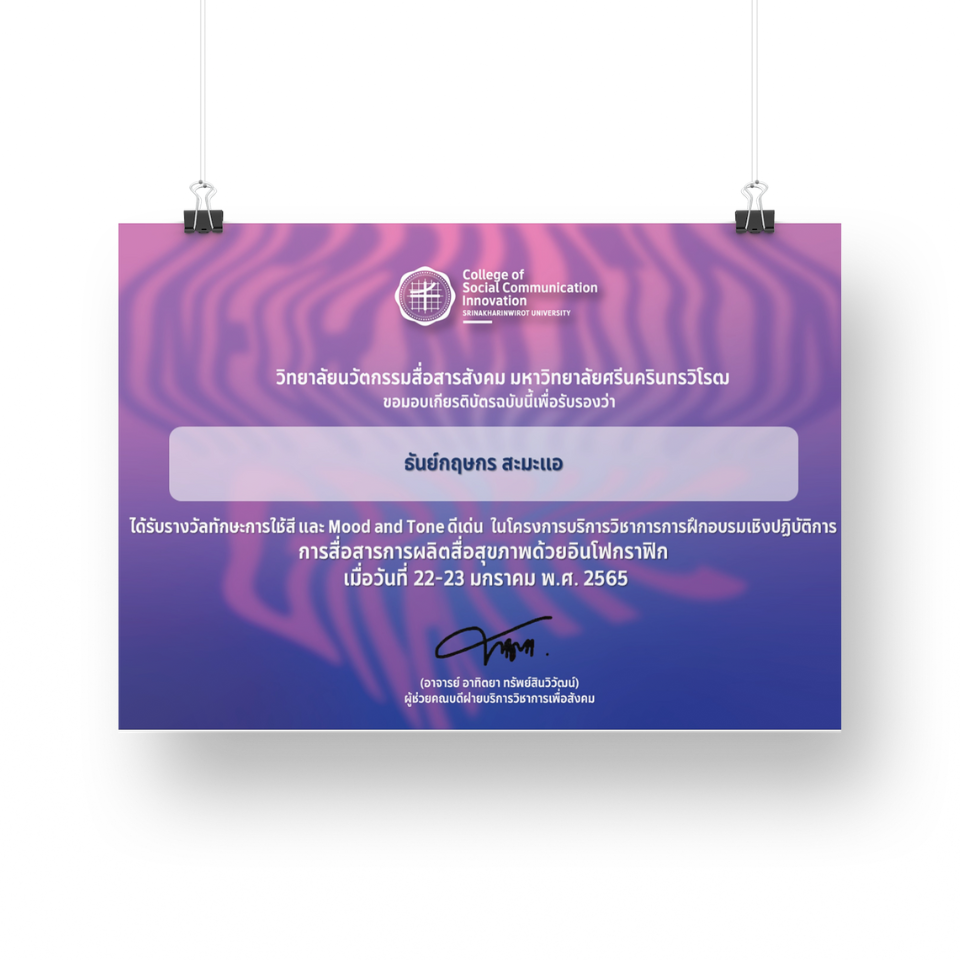 College of
Social Communication
Innovation
SRINAKHARINWIROT UNIVERSITY
วิทยาลัยนวัตกรรมสื่อสารสังคม มหาวิทยาลัยศรีนครินทรวิโรฒ
ขอมอบเกียรติบัตรฉบับนี้เพื่อรับรองว่า
ธันย์กฤษกร สะมะแอ
ได้รับรางวัลทักษะการใช้สี และ Mood and Tone ดีเด่น ในโครงการบริการวิชาการการฝึกอบรมเชิงปฏิบัติการ
การสื่อสารการผลิตสื่อสุขภาพด้วยอินโฟกราฟิก
เมื่อวันที่ 22-23 มกราคม พ.ศ. 2565
(อาจารย์ อาทิตยา ทรัพย์สินวิวัฒน์)
ผู้ช่วยคณบดีฝ่ายบริการวิชาการเพื่อสังคม